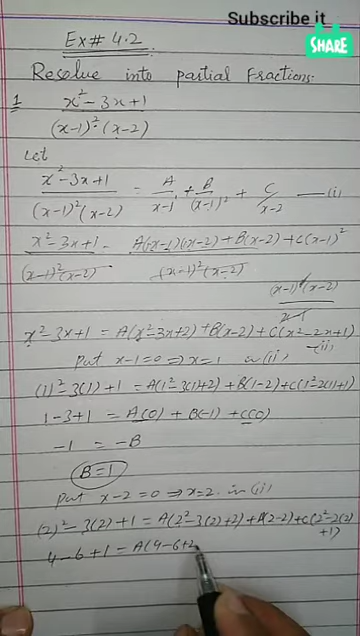 Subscribe it
SHARE
Ex# 4.2
Resolve into partial Fractions:
1 x²-3x+1 / (x-1)²(x-2)
Let
x²-3x+1 / (x-1)²(x-2) = A/x-1 + B/(x-1)² + C/x-2 —(i)
x²-3x+1 / (x-1)²(x-2) = A(x-1)(x-2)+B(x-2)+C(x-1)² / (x-1)²(x-2)
(x-1)²(x-2) / x-1
x²-3x+1 = A(x²-3x+2)+B(x-2)+C(x²-2x+1) —(ii)
Put x-1=0 ⇒ x=1 in (ii)
(1)²-3(1)+1 = A(1²-3(1)+2)+B(1-2)+C(1²-2(1)+1)
1-3+1 = A(0)+B(-1)+C(0)
-1 = -B
B=1
Put x-2=0 ⇒ x=2 in (ii)
(2)²-3(2)+1 = A(2²-3(2)+2)+B(2-2)+C(2²-2(2)+1)
4-6+1 = A(4-6+2